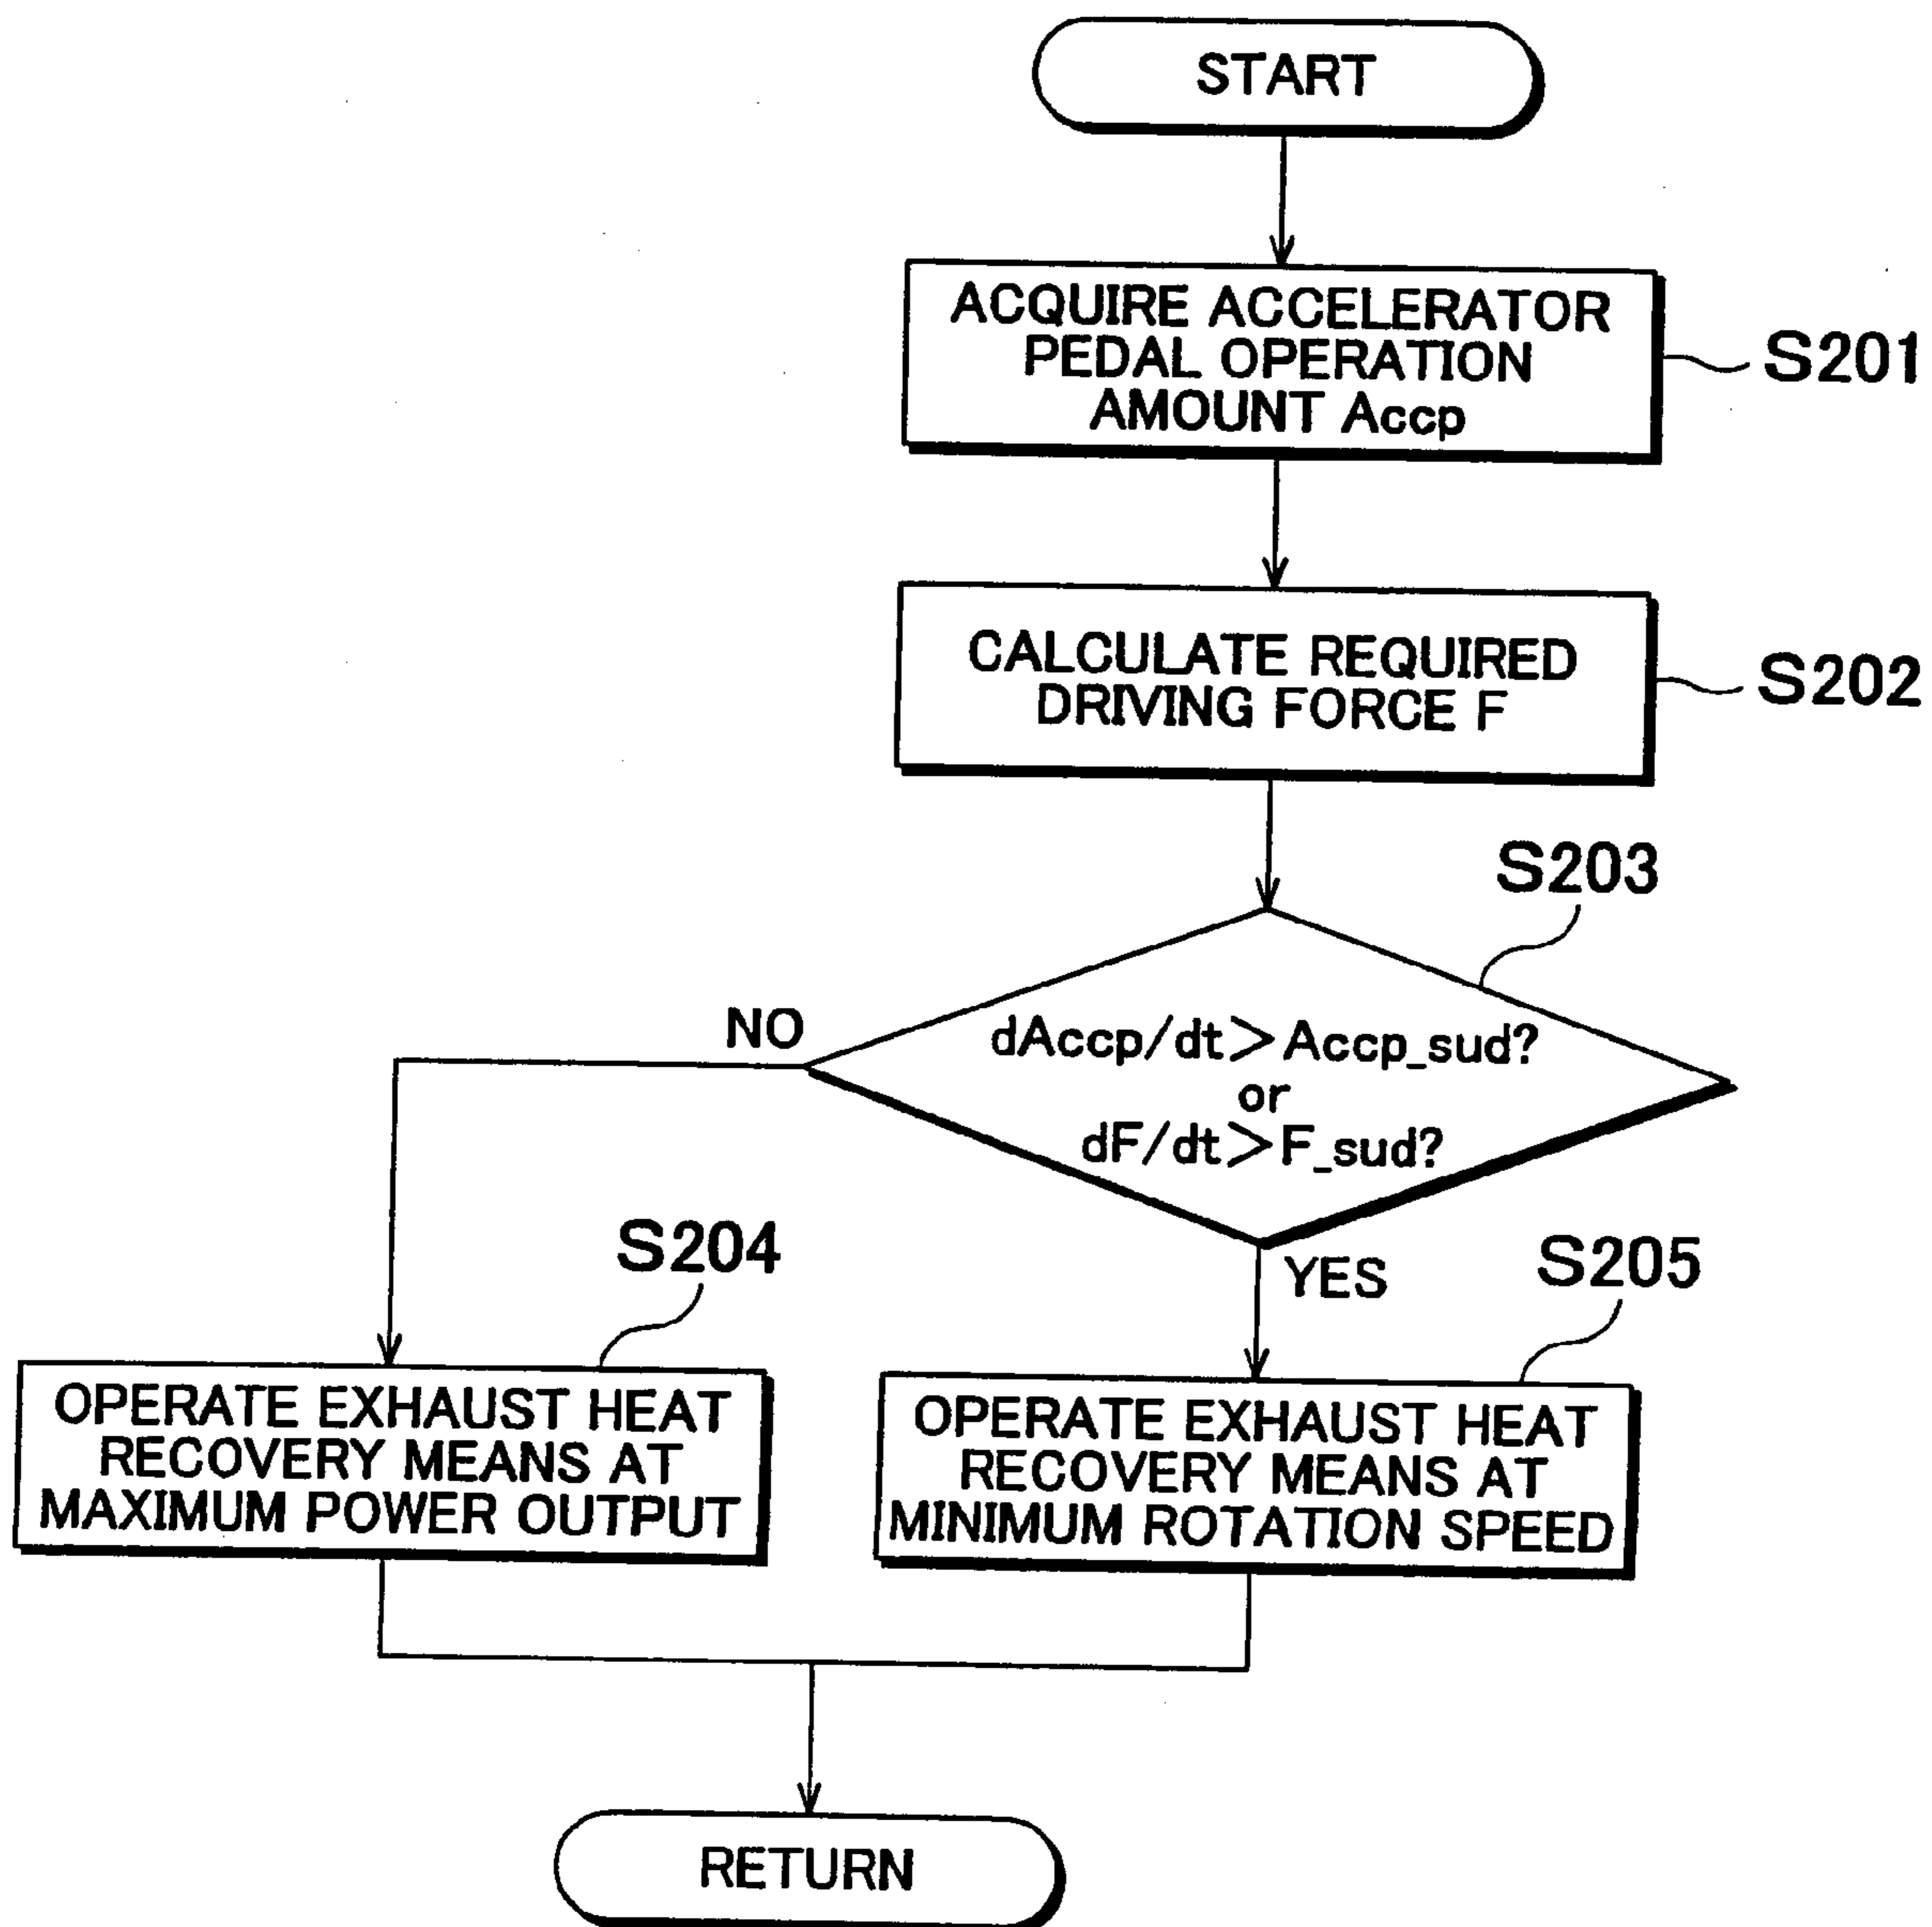 START
ACQUIRE ACCELERATOR
PEDAL OPERATION
AMOUNT Accp
S201
CALCULATE REQUIRED
DRIVING FORCE F
S202
S203
NO
dAccp/dt>Accp_sud?
or
dF/dt>F_sud?
YES
S204
S205
OPERATE EXHAUST HEAT
RECOVERY MEANS AT
MAXIMUM POWER OUTPUT
OPERATE EXHAUST HEAT
RECOVERY MEANS AT
MINIMUM ROTATION SPEED
RETURN